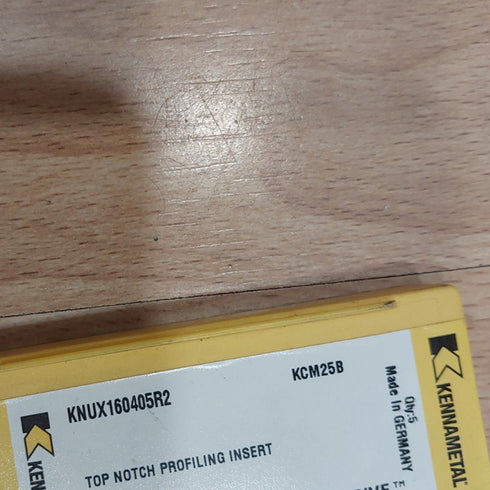 KNUX160405R2
KCM25B
TOP NOTCH PROFILING INSERT
Qty:5
Made In GERMANY
KENNAMETAL